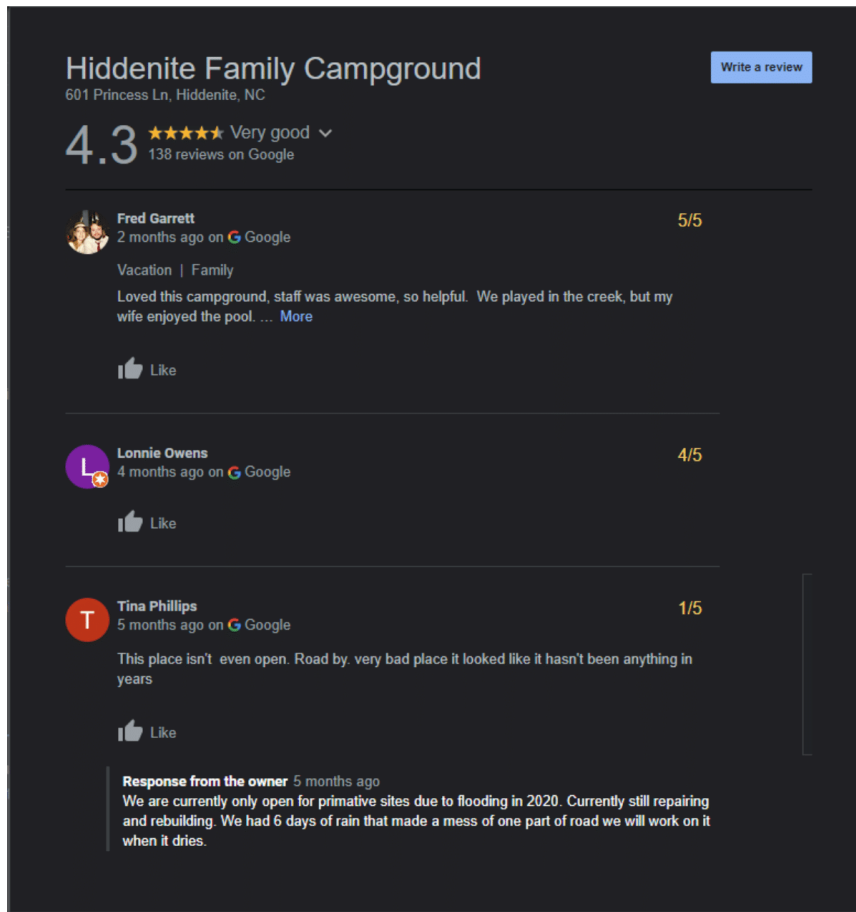 Hiddenite Family Campground
Write a review
601 Princess Ln, Hiddenite, NC
4.3
Very good
138 reviews on Google
Fred Garrett
5/5
2 months ago on Google
Vacation | Family
Loved this campground, staff was awesome, so helpful. We played in the creek, but my
wife enjoyed the pool. ... More
Like
L
Lonnie Owens
4/5
4 months ago on Google
Like
T
Tina Phillips
1/5
5 months ago on Google
This place isn't even open. Road by. very bad place it looked like it hasn't been anything in
years
Like
Response from the owner 5 months ago
We are currently only open for primative sites due to flooding in 2020. Currently still repairing
and rebuilding. We had 6 days of rain that made a mess of one part of road we will work on it
when it dries.